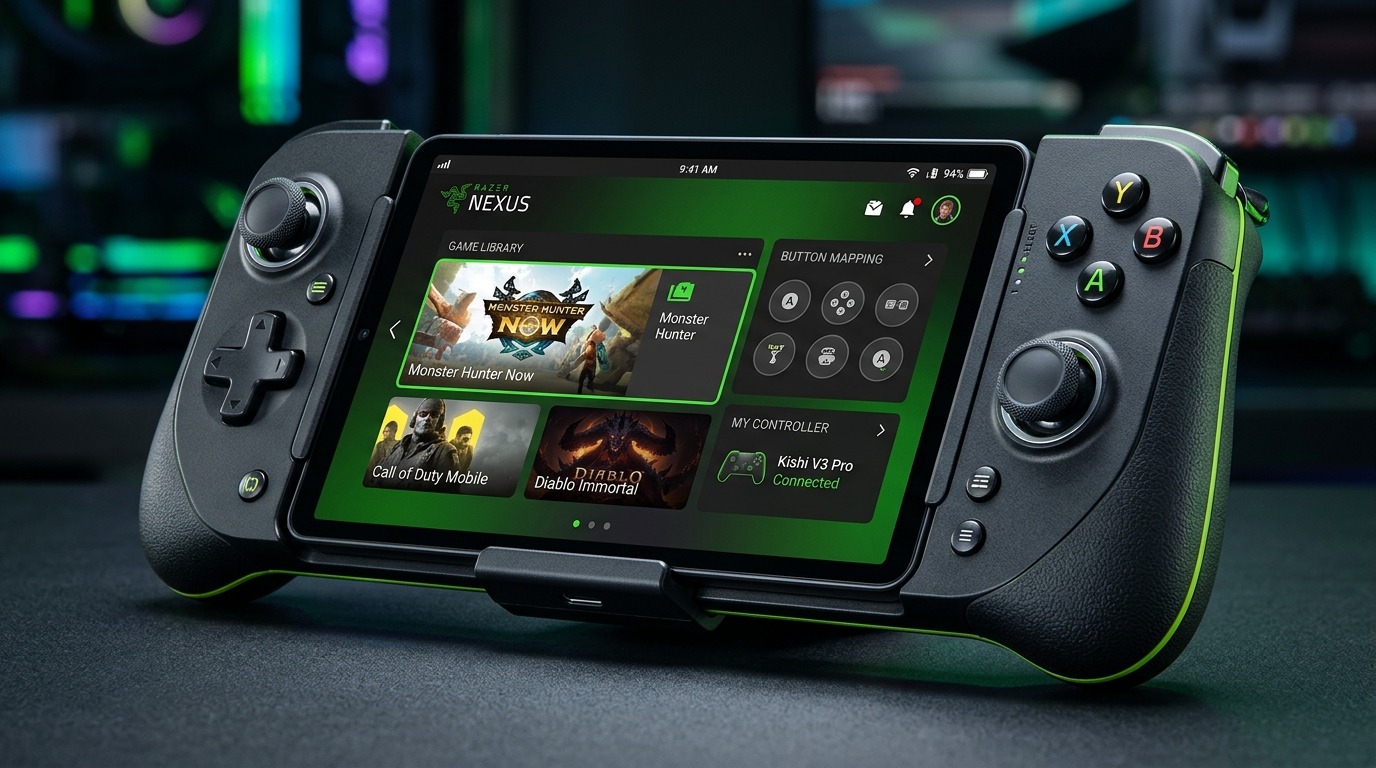 9:41 AM
94%
RAZER
NEXUS
GAME LIBRARY
MONSTER HUNTER
NOW
Monster Hunter Now
Monster
Hunter
Call of Duty Mobile
DIABLO
Diablo Immortal
BUTTON MAPPING
A
A
MY CONTROLLER
Kishi V3 Pro
Connected
Y
X
B
A